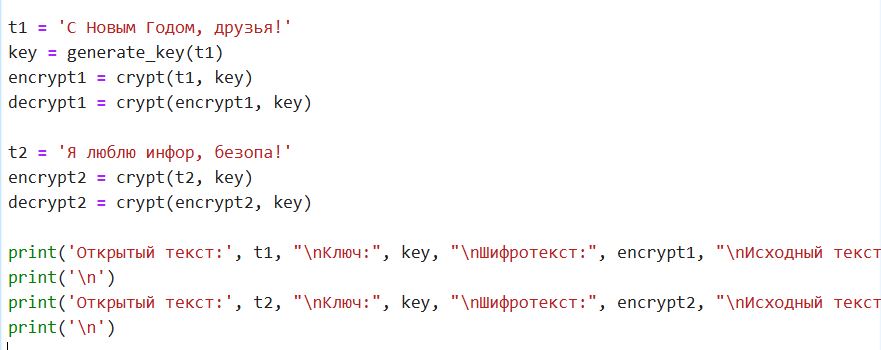 t1 = 'С Новым Годом, друзья!'
key = generate_key(t1)
encrypt1 = crypt(t1, key)
decrypt1 = crypt(encrypt1, key)
t2 = 'Я люблю инфор, безопа!'
encrypt2 = crypt(t2, key)
decrypt2 = crypt(encrypt2, key)
print('Открытый текст:', t1, "\nКлюч:", key, "\nШифротекст:", encrypt1, "\nИсходный текст
print('\n')
print('Открытый текст:', t2, "\nКлюч:", key, "\nШифротекст:", encrypt2, "\nИсходный текст
print('\n')